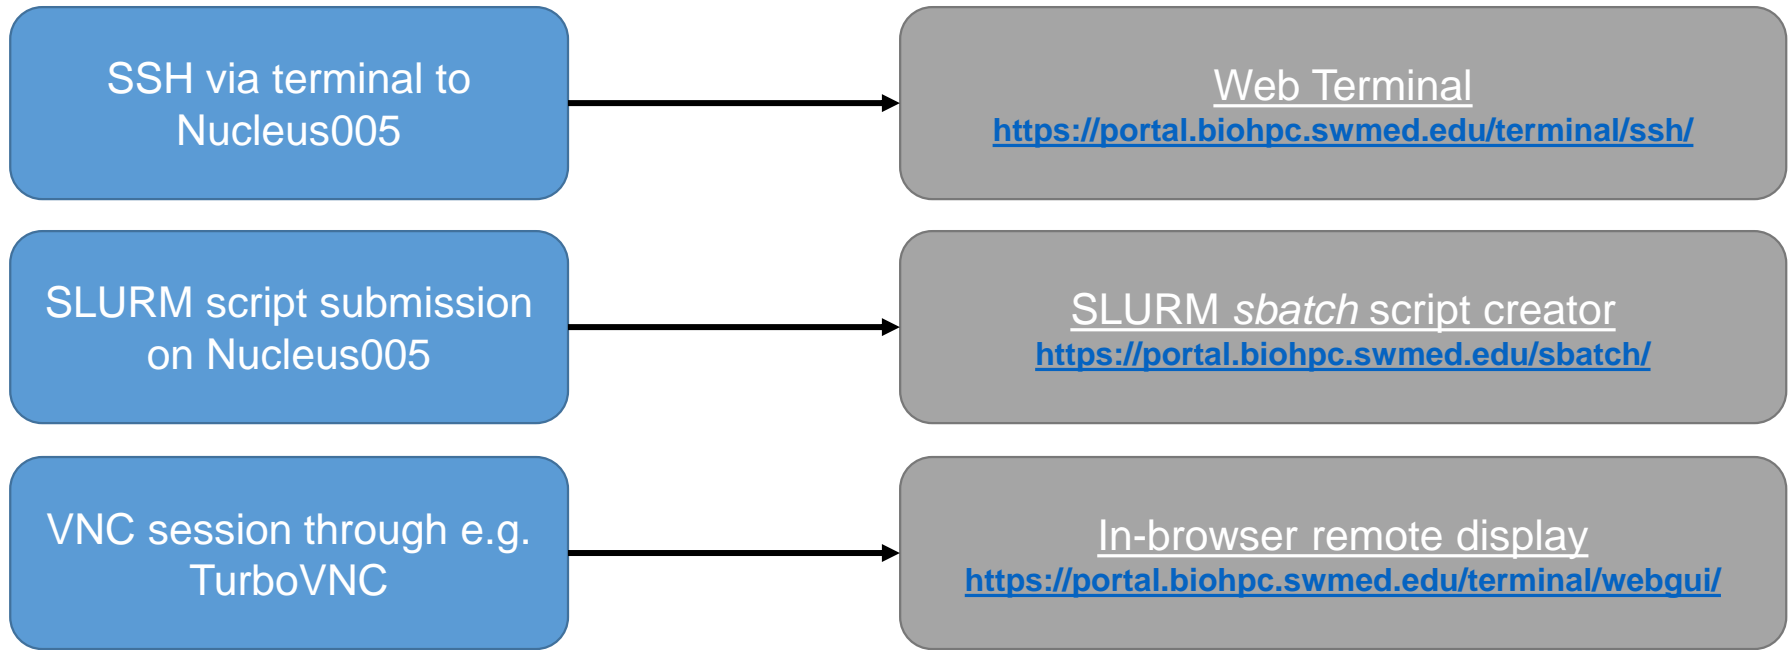 SSH via terminal to
Nucleus005
Web Terminal
https://portal.biohpc.swmed.edu/terminal/ssh/
SLURM script submission
on Nucleus005
SLURM sbatch script creator
https://portal.biohpc.swmed.edu/sbatch/
VNC session through e.g.
TurboVNC
In-browser remote display
https://portal.biohpc.swmed.edu/terminal/webgui/